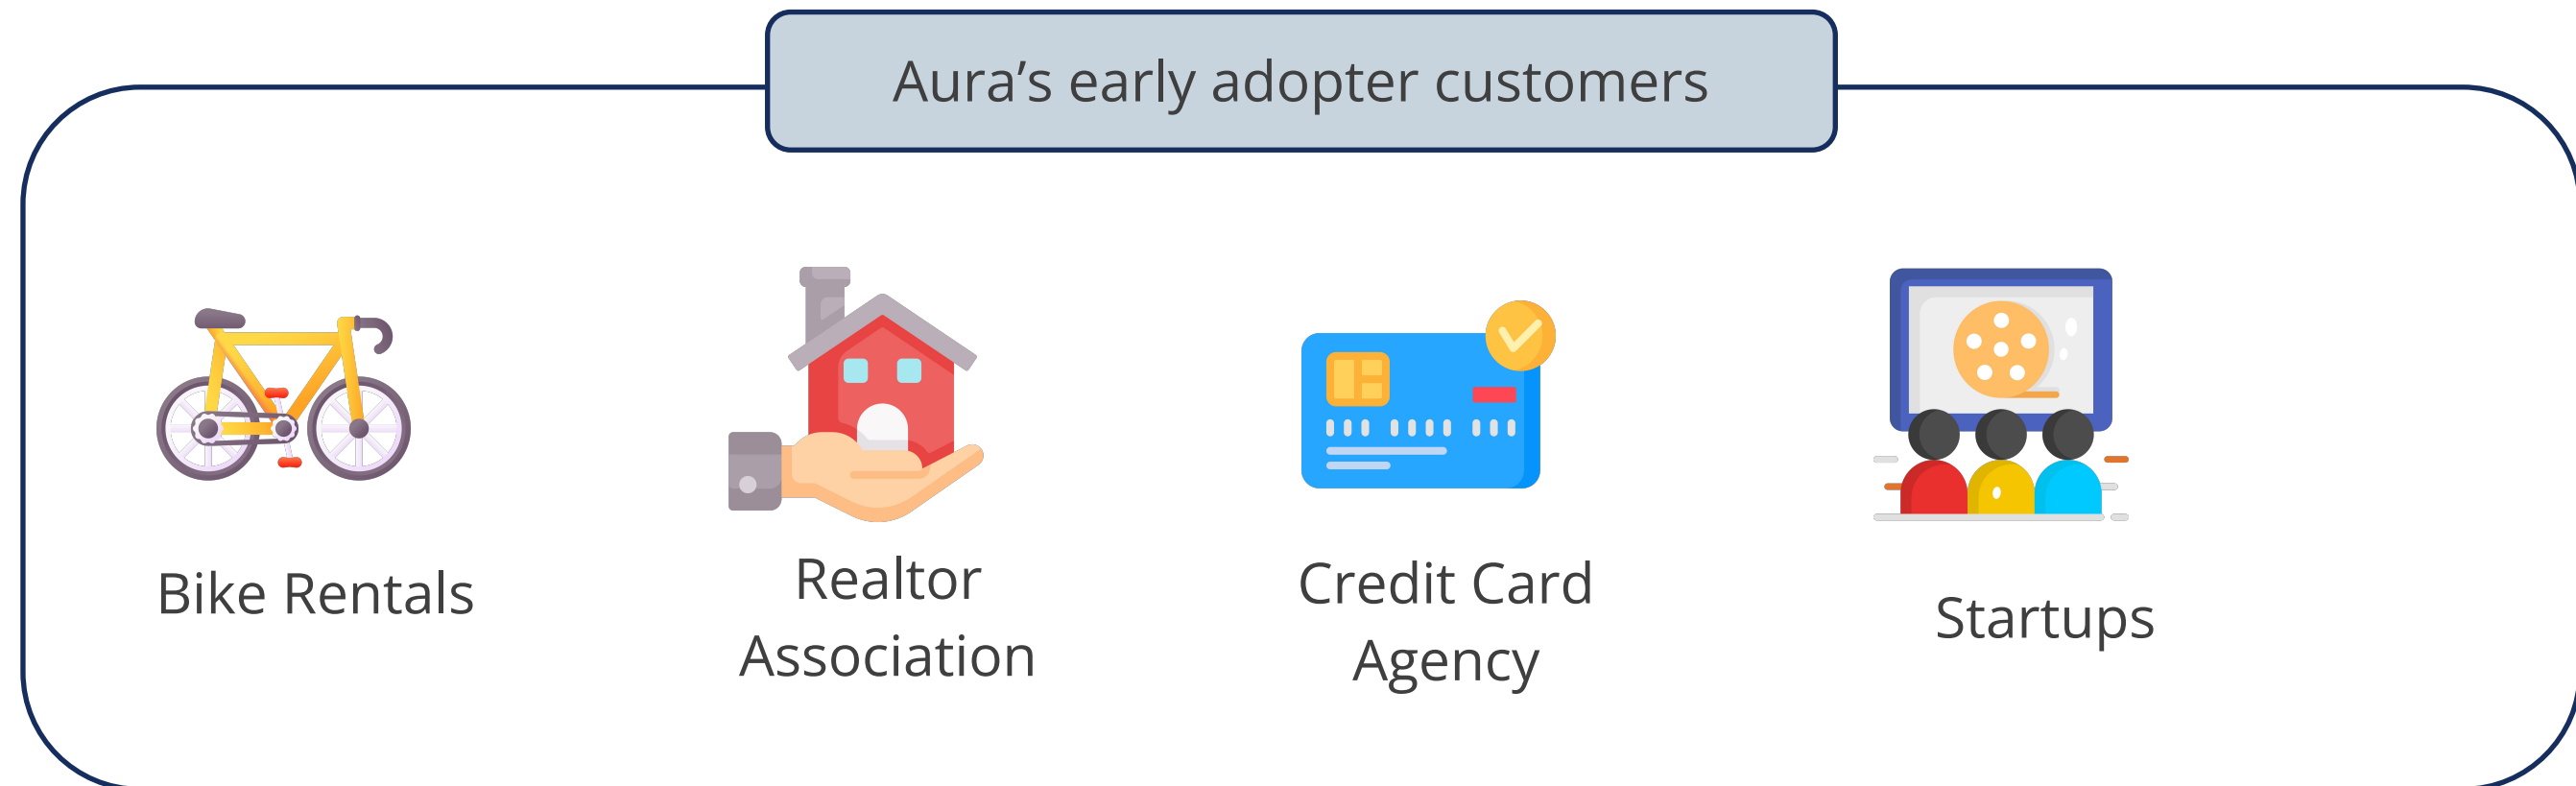 Aura’s early adopter customers
Bike Rentals
Realtor
Association
Credit Card
Agency
Startups